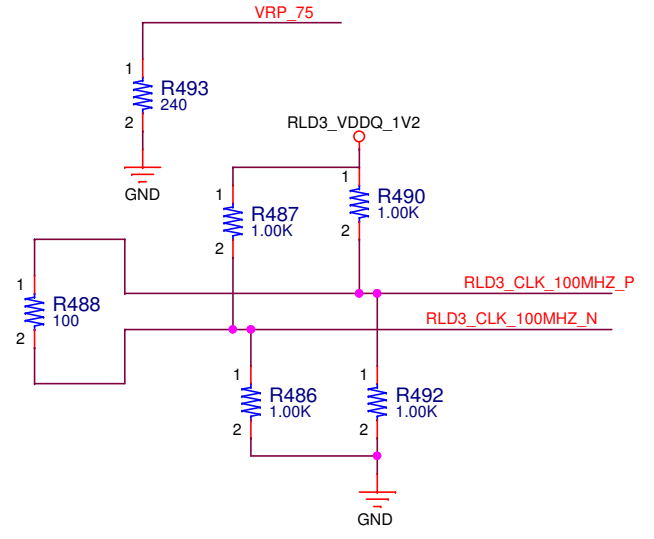 VRP_75
1
R493
240
2
GND
RLD3_VDDQ_1V2
1
R490
1.00K
2
1
R487
1.00K
2
RLD3_CLK_100MHZ_P
1
R488
100
2
RLD3_CLK_100MHZ_N
1
R486
1.00K
2
1
R492
1.00K
2
GND